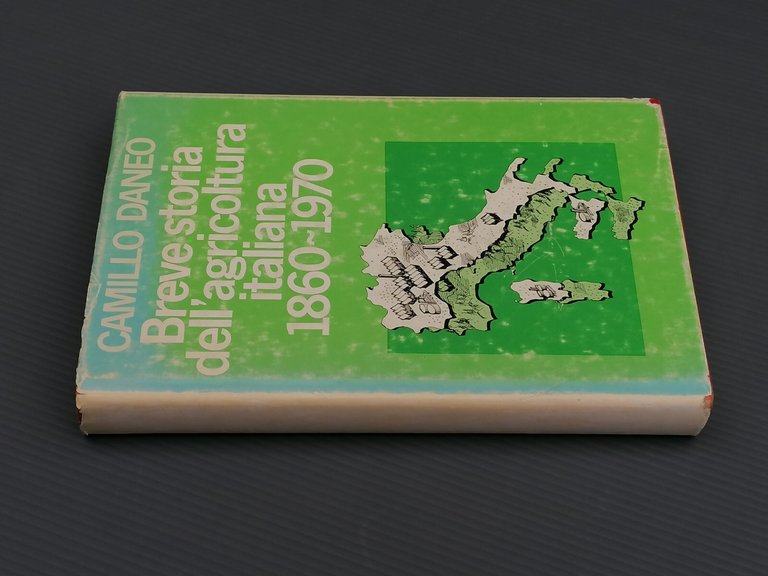 CAMILLO DANEO
Breve storia
dell'agricoltura
italiana
1860-1970